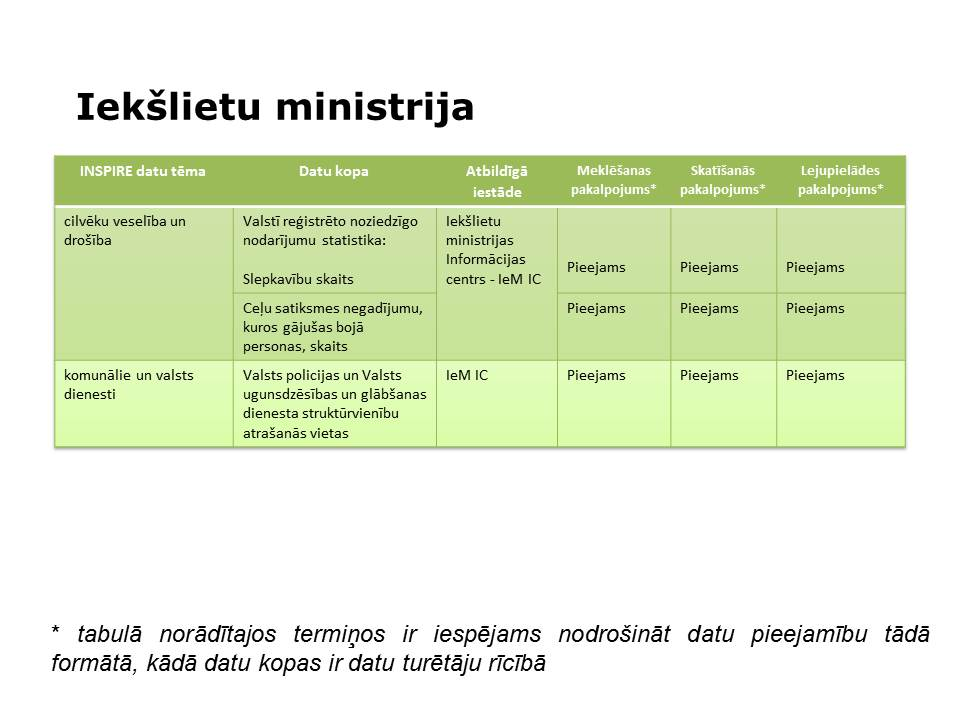 Iekšlietu ministrija
INSPIRE datu tēma
Datu kopa
Atbildīgā
iestāde
Meklēšanas
pakalpojums*
Skatīšanās
pakalpojums*
Lejupielādes
pakalpojums*
cilvēku veselība un
drošība
Valstī reģistrēto noziedzīgo
nodarījumu statistika:
Slepkavību skaits
Iekšlietu
ministrijas
Informācijas
centrs - IeM IC
Pieejams
Pieejams
Pieejams
Ceļu satiksmes negadījumu,
kuros gājušas bojā
personas, skaits
Pieejams
Pieejams
Pieejams
komunālie un valsts
dienesti
Valsts policijas un Valsts
ugunsdzēsības un glābšanas
dienesta struktūrvienību
atrašanās vietas
IeM IC
Pieejams
Pieejams
Pieejams
* tabulā norādītajos termiņos ir iespējams nodrošināt datu pieejamību tādā
formātā, kādā datu kopas ir datu turētāju rīcībā